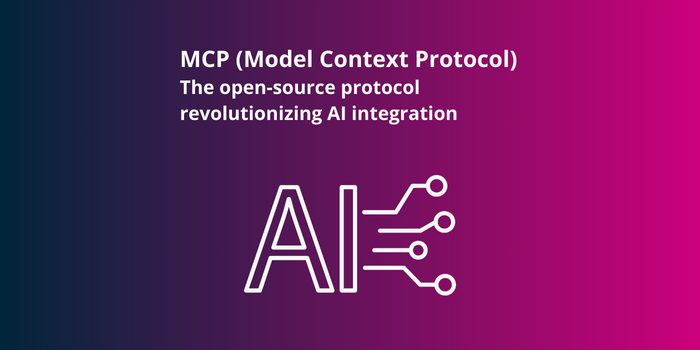 MCP (Model Context Protocol)
The open-source protocol
revolutionizing AI integration
AI